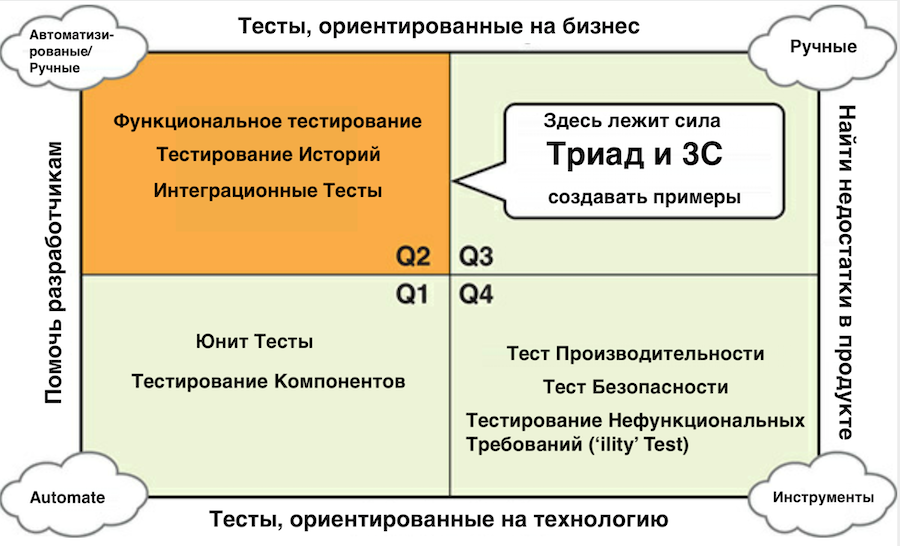 Тесты, ориентированные на бизнес
Автоматизи-
рованые/
Ручные
Ручные
Функциональное тестирование
Тестирование Историй
Интеграционные Тесты
Здесь лежит сила
Триад и 3С
создавать примеры
Помочь разработчикам
Найти недостатки в продукте
Q2
Q3
Q1
Q4
Юнит Тесты
Тестирование Компонентов
Тест Производительности
Тест Безопасности
Тестирование Нефункциональных
Требований (‘ility’ Test)
Automate
Инструменты
Тесты, ориентированные на технологию